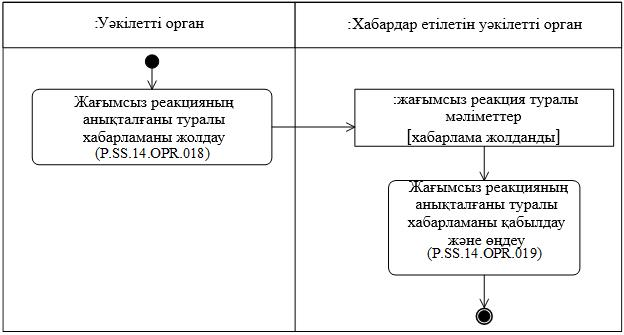 :Уәкілетті орган
:Хабардар етілетін уәкілетті орган
Жағымсыз реакцияның
анықталғаны туралы
хабарламаны жолдау
(P.SS.14.OPR.018)
:жағымсыз реакция туралы
мәліметтер
[хабарлама жолданды]
Жағымсыз реакцияның
анықталғаны туралы
хабарламаны қабылдау
және өңдеу
(P.SS.14.OPR.019)